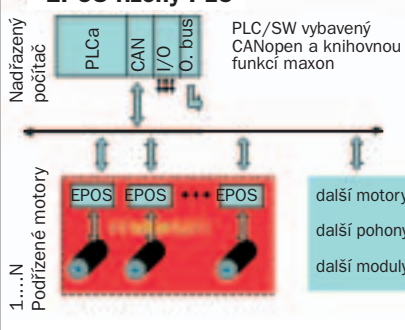 EPOS řízený PLC
Nadřazený
počítač
PLCa
CAN
I/O
O. bus
PLC/SW vybavený
CANopen a knihovnou
funkcí maxon
EPOS
EPOS
EPOS
1....N
Podřízené motory
další motory
další pohony
další moduly